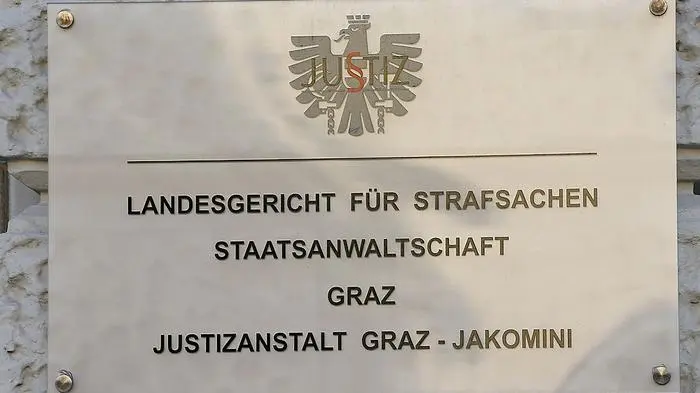 JUSTIZ
LANDESGERICHT FÜR STRAFSACHEN
STAATSANWALTSCHAFT
GRAZ
JUSTIZANSTALT GRAZ - JAKOMINI